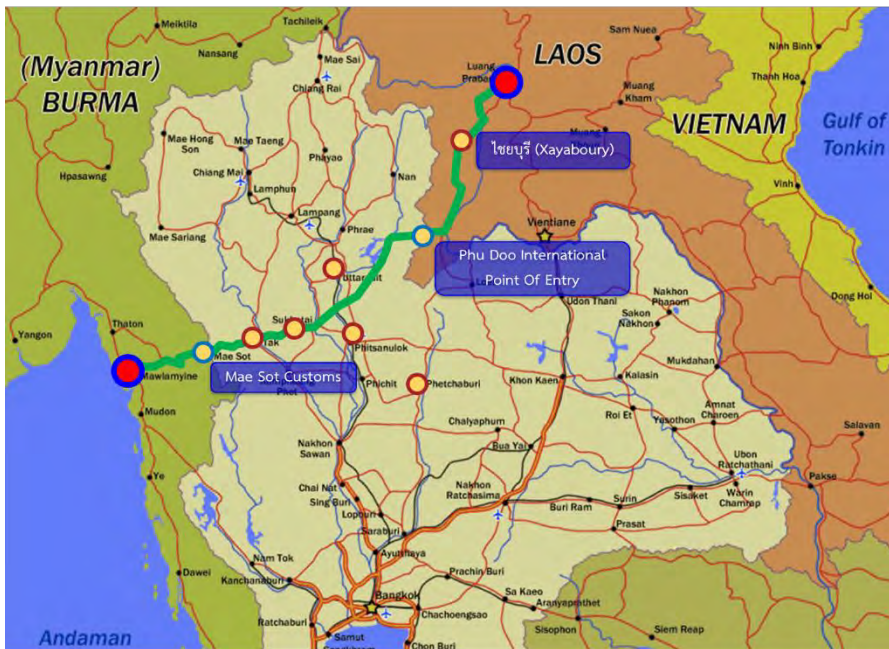 Meiktila
Nansang
Tachileik
(Myanmar)
BURMA
Mae Sai
Chiang Rai
Luang
LAOS
Sam Nuea
Ninh Binh
Thanh Hoa
Muang
Kham
VIETNAM
Gulf of
Tonkin
Mae Hong
Son
Mae Taeng
Phayao
Hpasawng
Chiang Mai
Nan
Lamphun
Lampang
Mae Sariang
Phrae
ไชยบุรี (Xayaboury)
Vinh
Vientiane
Phu Doo International
Point Of Entry
Udon Thani
Nakhon
Phanom
Sakon
Nakhon
Dong Hoi
Yangon
Thaton
Tak
Mae Sot
Mae Sot Customs
Mawlamyine
Phitsanulok
Phichit
Phetchaburi
Mudon
Khon Kaen
Kalasin
Mukdahan
Roi Et
Amnat
Charoen
Yasothon
Salavan
Chalyaphum
Bua Yai
Nakhon
Sawan
Ye
Chai Nat
Sing Buri
Lopburi
Saraburi
Nakhon
Ratchasima
Buri Ram
Surin
Sisaket
Ubon
Ratchathani
Warin
Chamrap
Pakse
Prasat
Nam Tok
Ayutthaya
Dawei
Kanchanaburi
Prachin Buri
Sa Kaeo
Aranyaprathet
Bangkok
Chachoengsao
Ratchaburi
Samut
Chon Buri
Sisophon
Siem Reap
Andaman